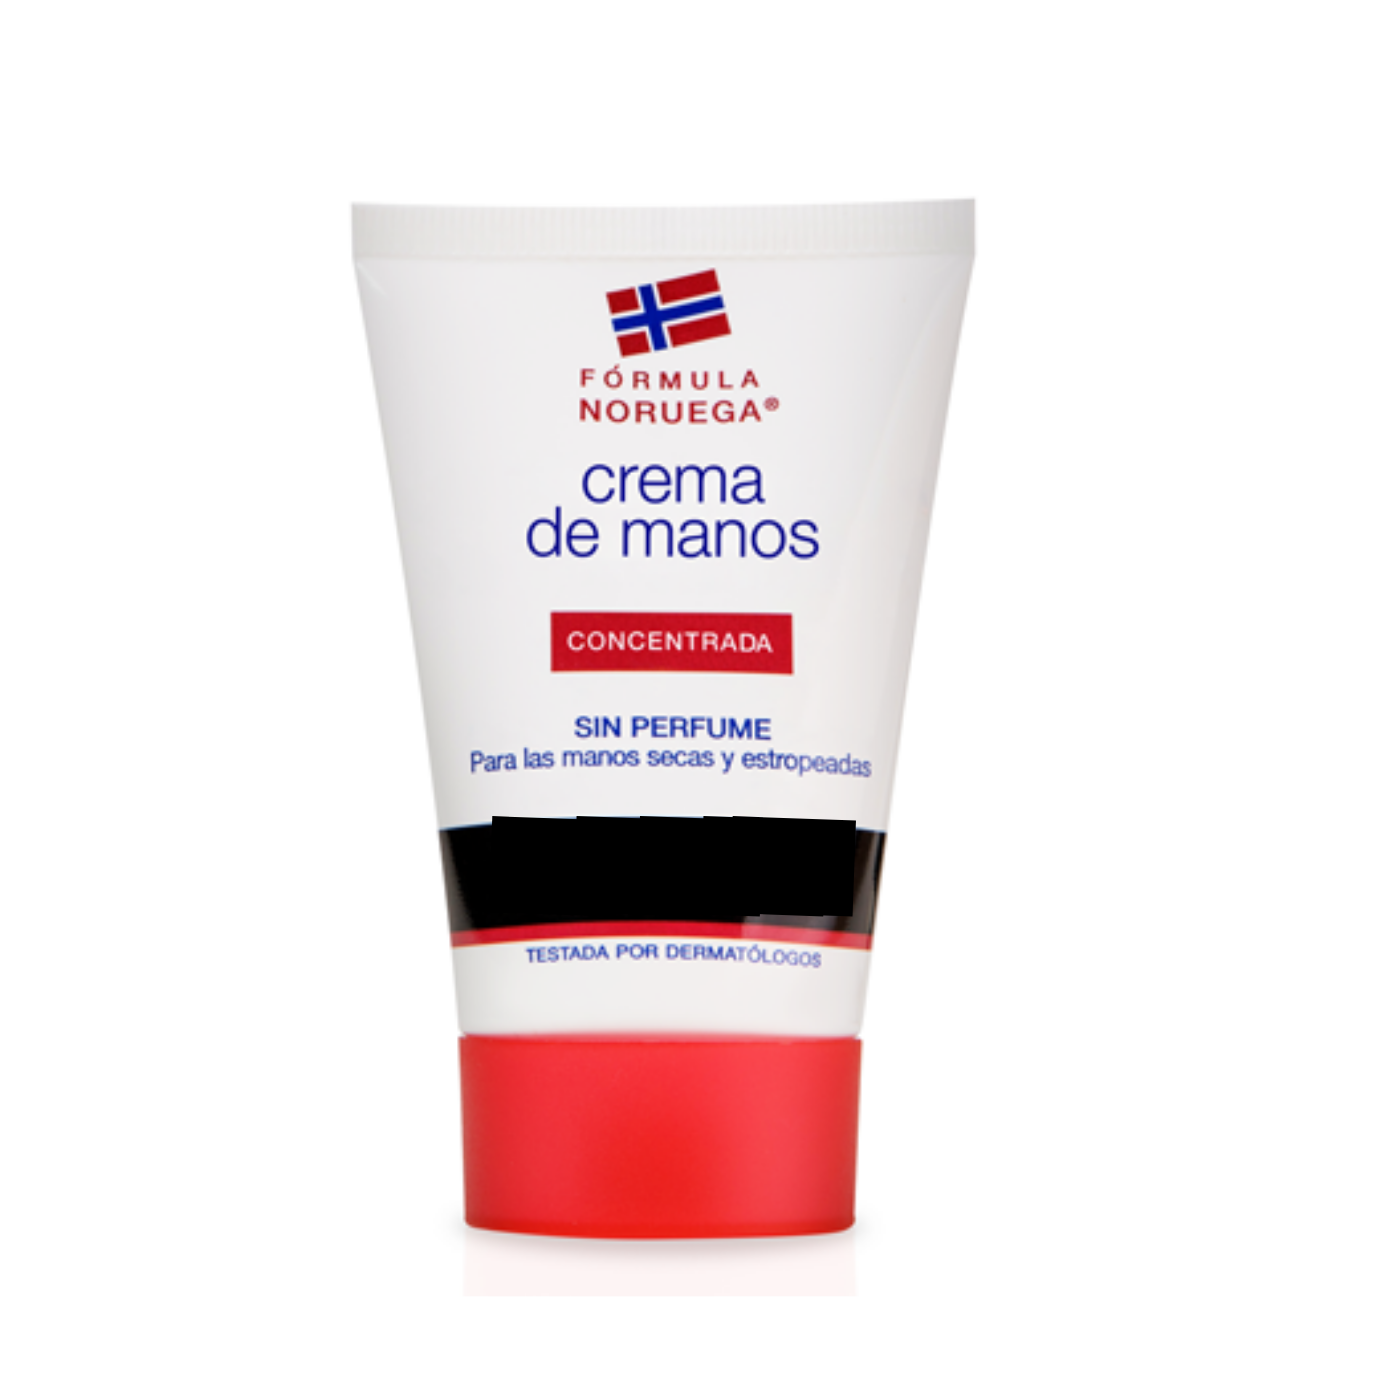 FÓRMULA
NORUEGA®
crema
de manos
CONCENTRADA
SIN PERFUME
Para las manos secas y estropeadas
TESTADA POR DERMATÓLOGOS